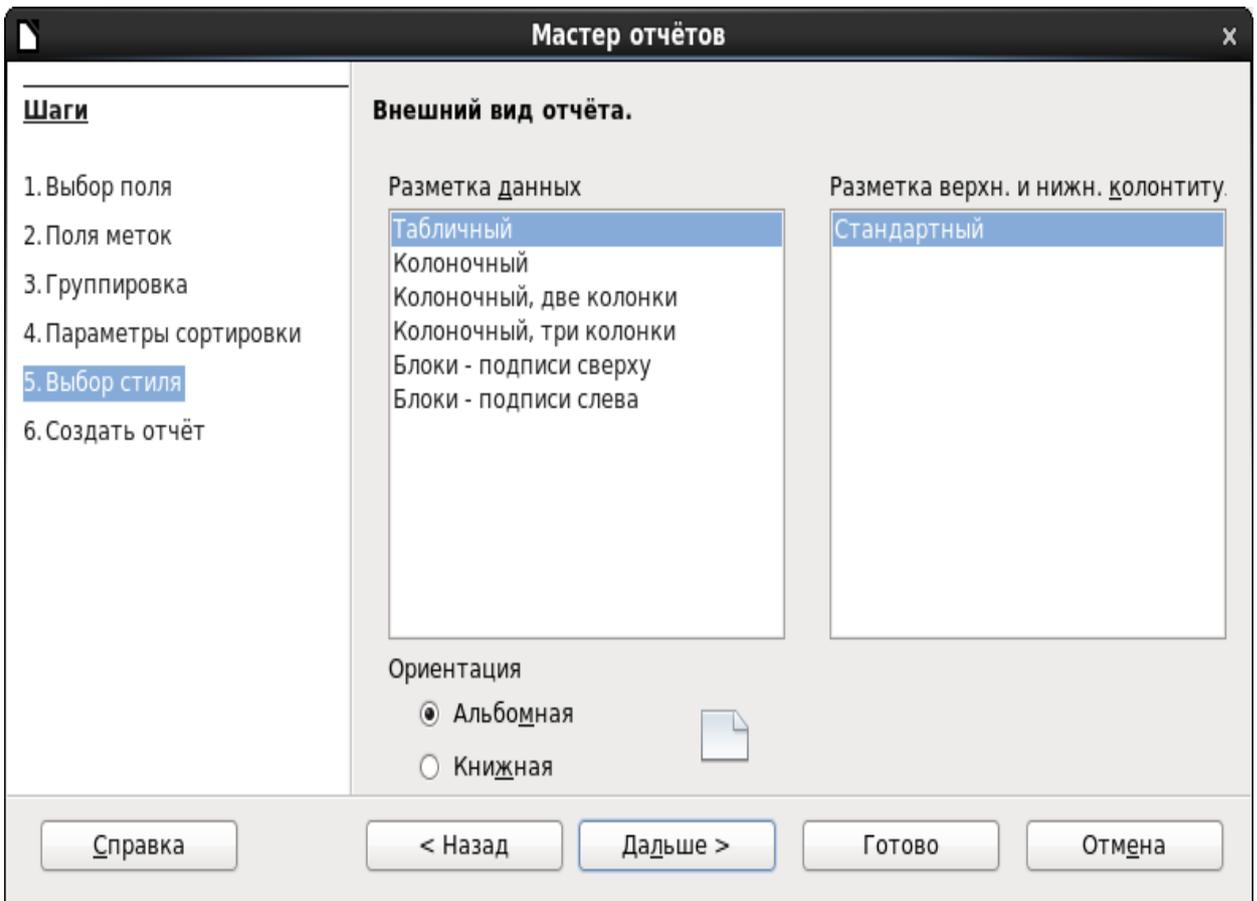 Мастер отчётов
Шаги
1. Выбор поля
2. Поля меток
3. Группировка
4. Параметры сортировки
5. Выбор стиля
6. Создать отчёт
Внешний вид отчёта.
Разметка данных
Табличный
Колоночный
Колоночный, две колонки
Колоночный, три колонки
Блоки - подписи сверху
Блоки - подписи слева
Разметка верхн. и нижн. колонтиту
Стандартный
Ориентация
Альбомная
Книжная
Справка
< Назад
Дальше >
Готово
Отмена